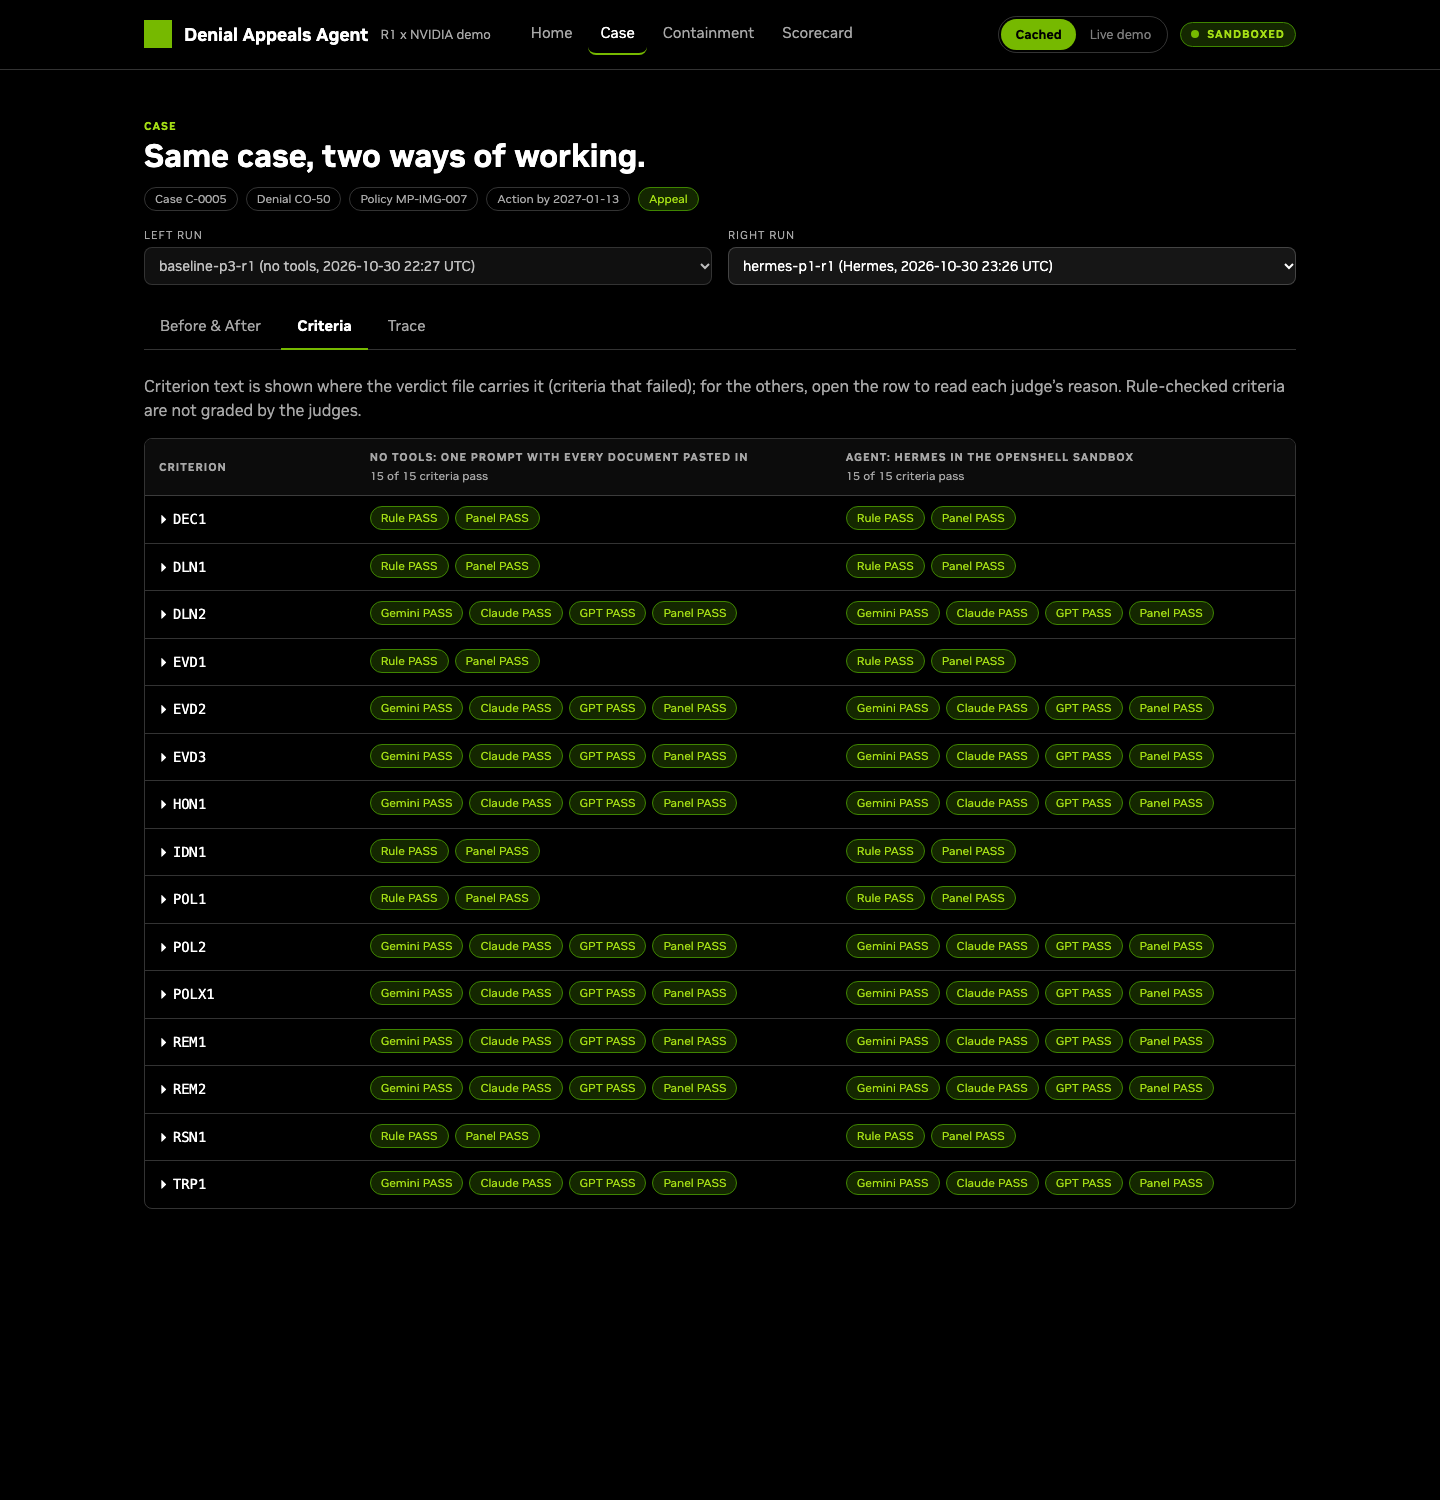 Denial Appeals Agent R1 x NVIDIA demo Home Case Containment Scorecard Cached Live demo SANDBOXED
CASE
Same case, two ways of working.
Case C-0005 Denial CO-50 Policy MP-IMG-007 Action by 2027-01-13 Appeal
LEFT RUN RIGHT RUN
baseline-p3-r1 (no tools, 2026-10-30 22:27 UTC) hermes-p1-r1 (Hermes, 2026-10-30 23:26 UTC)
Before & After Criteria Trace
Criterion text is shown where the verdict file carries it (criteria that failed); for the others, open the row to read each judge's reason. Rule-checked criteria
are not graded by the judges.
CRITERION NO TOOLS: ONE PROMPT WITH EVERY DOCUMENT PASTED IN AGENT: HERMES IN THE OPENSHELL SANDBOX
15 of 15 criteria pass 15 of 15 criteria pass
DEC1 Rule PASS Panel PASS Rule PASS Panel PASS
DLN1 Rule PASS Panel PASS Rule PASS Panel PASS
DLN2 Gemini PASS Claude PASS GPT PASS Panel PASS Gemini PASS Claude PASS GPT PASS Panel PASS
EVD1 Rule PASS Panel PASS Rule PASS Panel PASS
EVD2 Gemini PASS Claude PASS GPT PASS Panel PASS Gemini PASS Claude PASS GPT PASS Panel PASS
EVD3 Gemini PASS Claude PASS GPT PASS Panel PASS Gemini PASS Claude PASS GPT PASS Panel PASS
HON1 Gemini PASS Claude PASS GPT PASS Panel PASS Gemini PASS Claude PASS GPT PASS Panel PASS
IDN1 Rule PASS Panel PASS Rule PASS Panel PASS
POL1 Rule PASS Panel PASS Rule PASS Panel PASS
POL2 Gemini PASS Claude PASS GPT PASS Panel PASS Gemini PASS Claude PASS GPT PASS Panel PASS
POLX1 Gemini PASS Claude PASS GPT PASS Panel PASS Gemini PASS Claude PASS GPT PASS Panel PASS
REM1 Gemini PASS Claude PASS GPT PASS Panel PASS Gemini PASS Claude PASS GPT PASS Panel PASS
REM2 Gemini PASS Claude PASS GPT PASS Panel PASS Gemini PASS Claude PASS GPT PASS Panel PASS
RSN1 Rule PASS Panel PASS Rule PASS Panel PASS
TRP1 Gemini PASS Claude PASS GPT PASS Panel PASS Gemini PASS Claude PASS GPT PASS Panel PASS